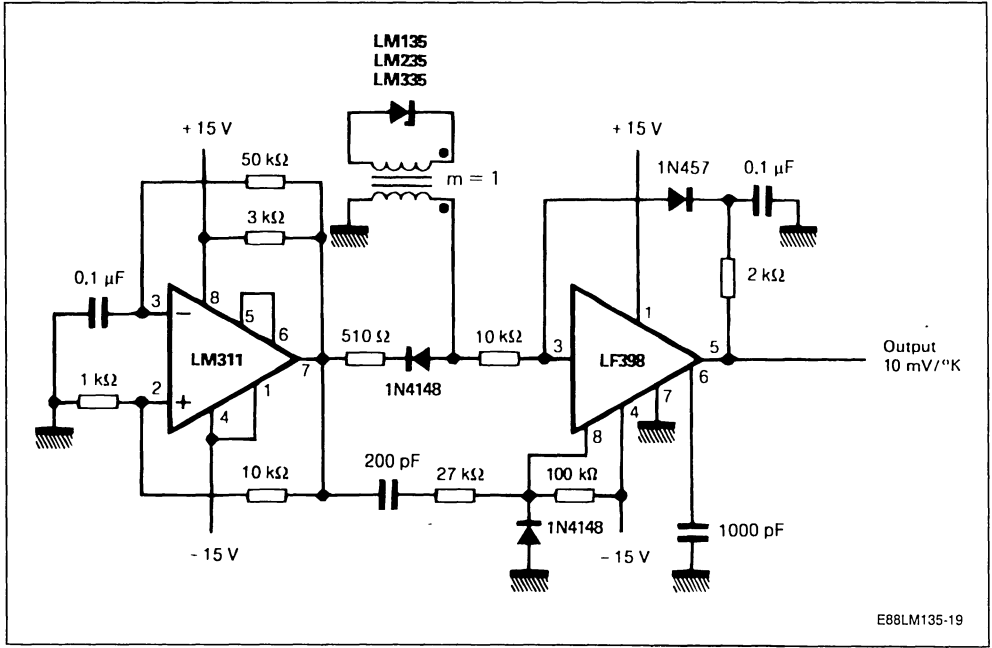 LM135
LM235
LM335
+ 15 V
+ 15 V
50 kΩ
1N457
0.1 µF
m = 1
3 kΩ
0.1 µF
2 kΩ
3
8
5
6
1
−
LM311
7
510 Ω
10 kΩ
3
LF398
5
Output
10 mV/°K
1N4148
6
1 kΩ
2
+
1
4
7
4
8
10 kΩ
200 pF
27 kΩ
100 kΩ
1N4148
1000 pF
- 15 V
− 15 V
E88LM135-19